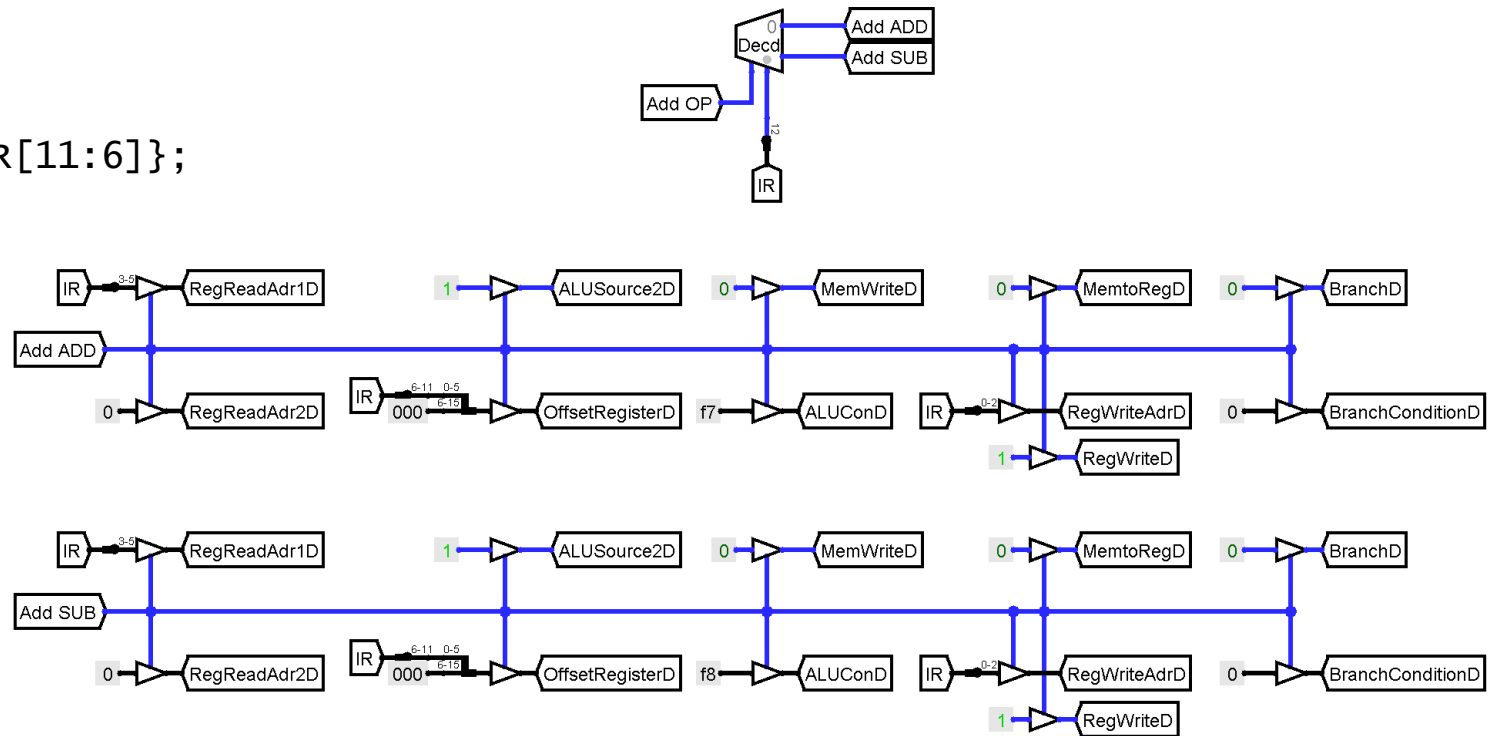 0 Add ADD
Decd
Add SUB
Add OP
12
R[11:6]};
IR
IR 3-5 RegReadAdr1D 1 ALUSource2D 0 MemWriteD 0 MemtoRegD 0 BranchD
Add ADD
6-11 0-5
IR 6-15 0-2
0 RegReadAdr2D 000 OffsetRegisterD f7 ALUConD IR RegWriteAdrD 0 BranchConditionD
1 RegWriteD
IR 3-5 RegReadAdr1D 1 ALUSource2D 0 MemWriteD 0 MemtoRegD 0 BranchD
Add SUB
6-11 0-5
IR 6-15 0-2
0 RegReadAdr2D 000 OffsetRegisterD f8 ALUConD IR RegWriteAdrD 0 BranchConditionD
1 RegWriteD